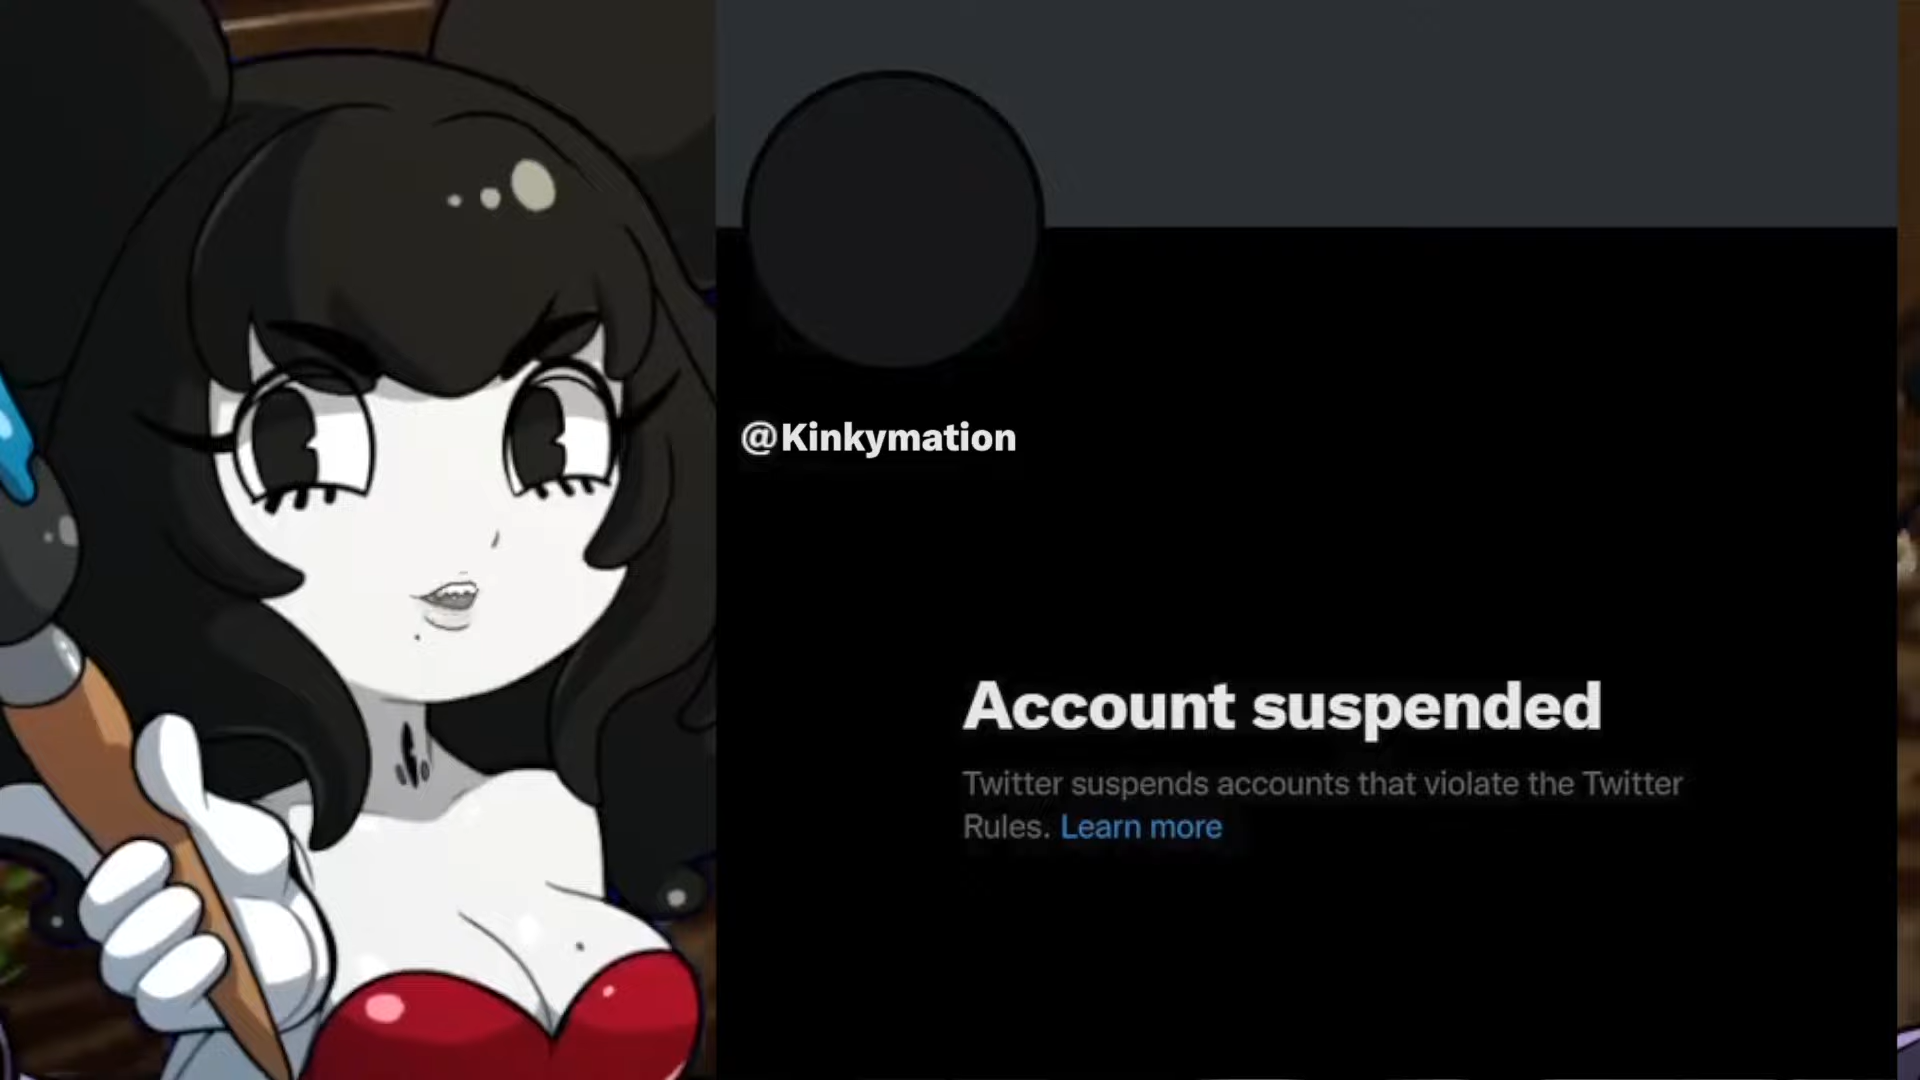 @Kinkymation
Account suspended
Twitter suspends accounts that violate the Twitter
Rules. Learn more